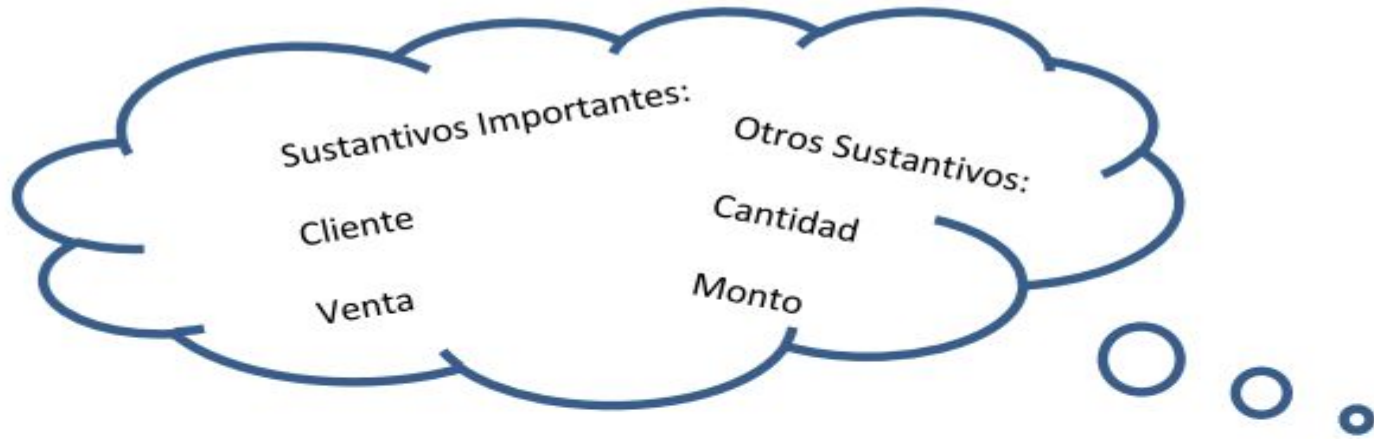 Sustantivos Importantes:
Cliente
Venta
Otros Sustantivos:
Cantidad
Monto